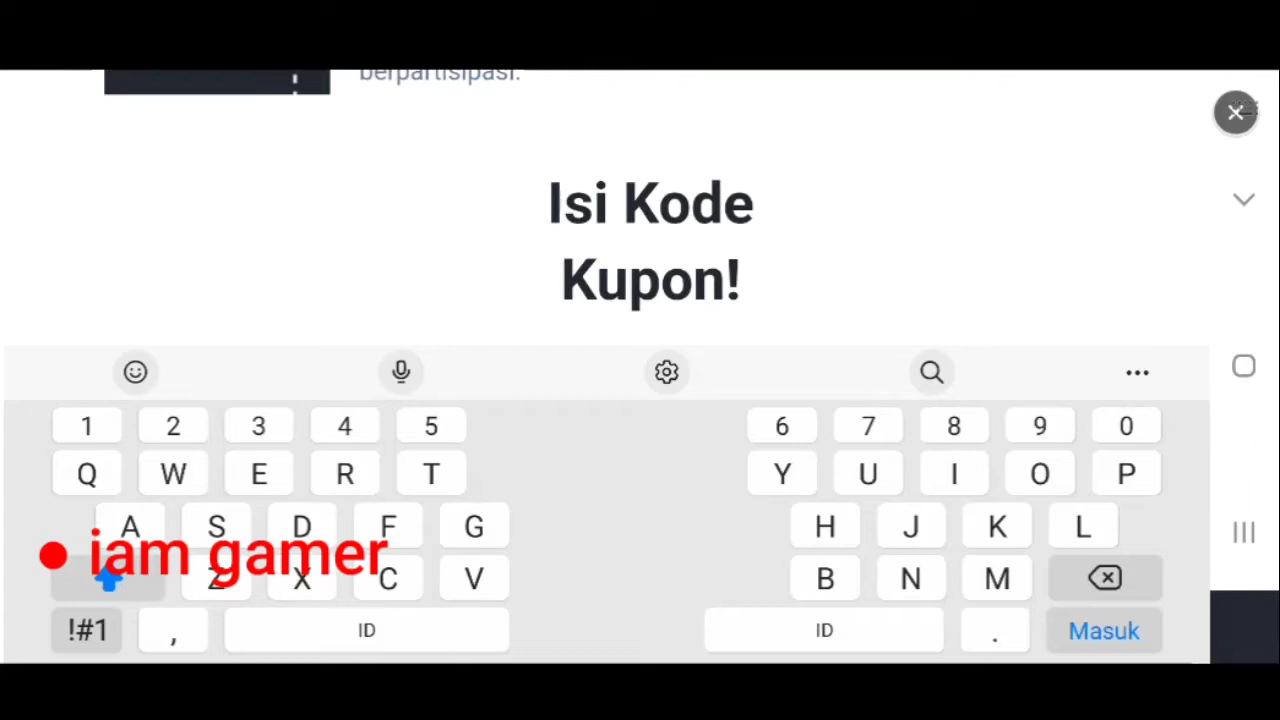 berpartisipasi.
Isi Kode
Kupon!
1 2 3 4 5 6 7 8 9 0
Q W E R T Y U I O P
A S D F G H J K L
iam gamer
Z X C V B N M
!#1 , ID ID . Masuk